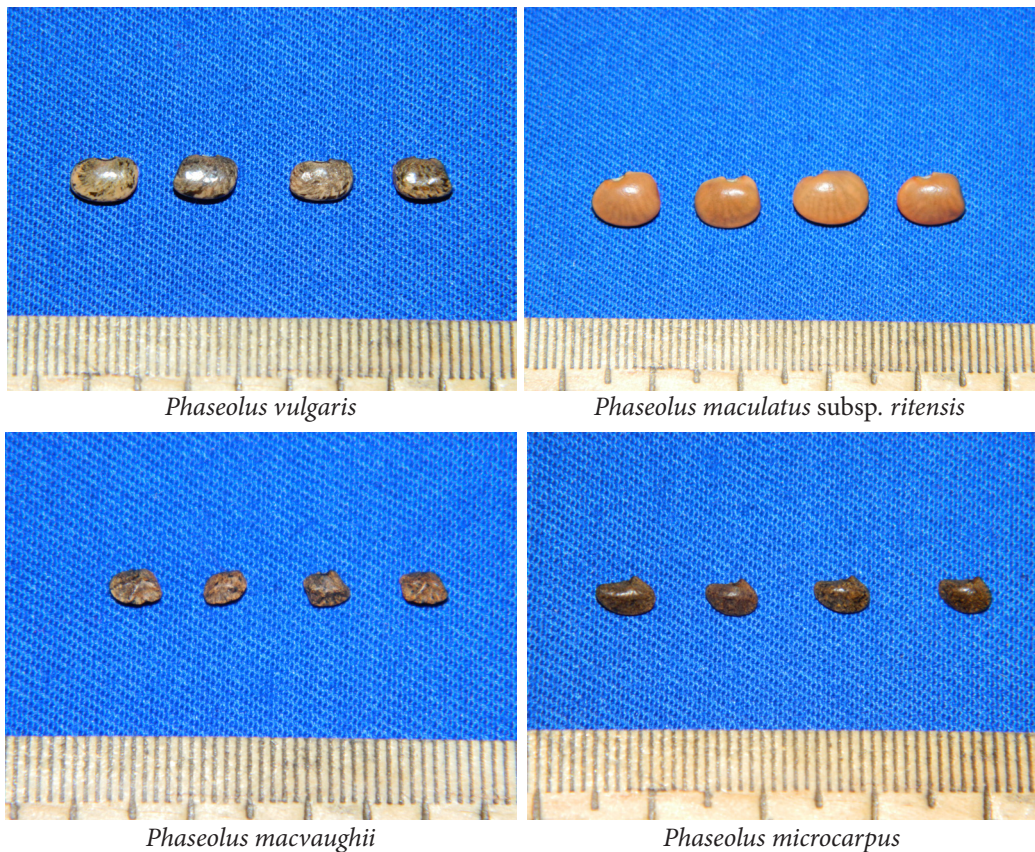 Phaseolus vulgaris
Phaseolus maculatus subsp. ritensis
Phaseolus macvaughii
Phaseolus microcarpus